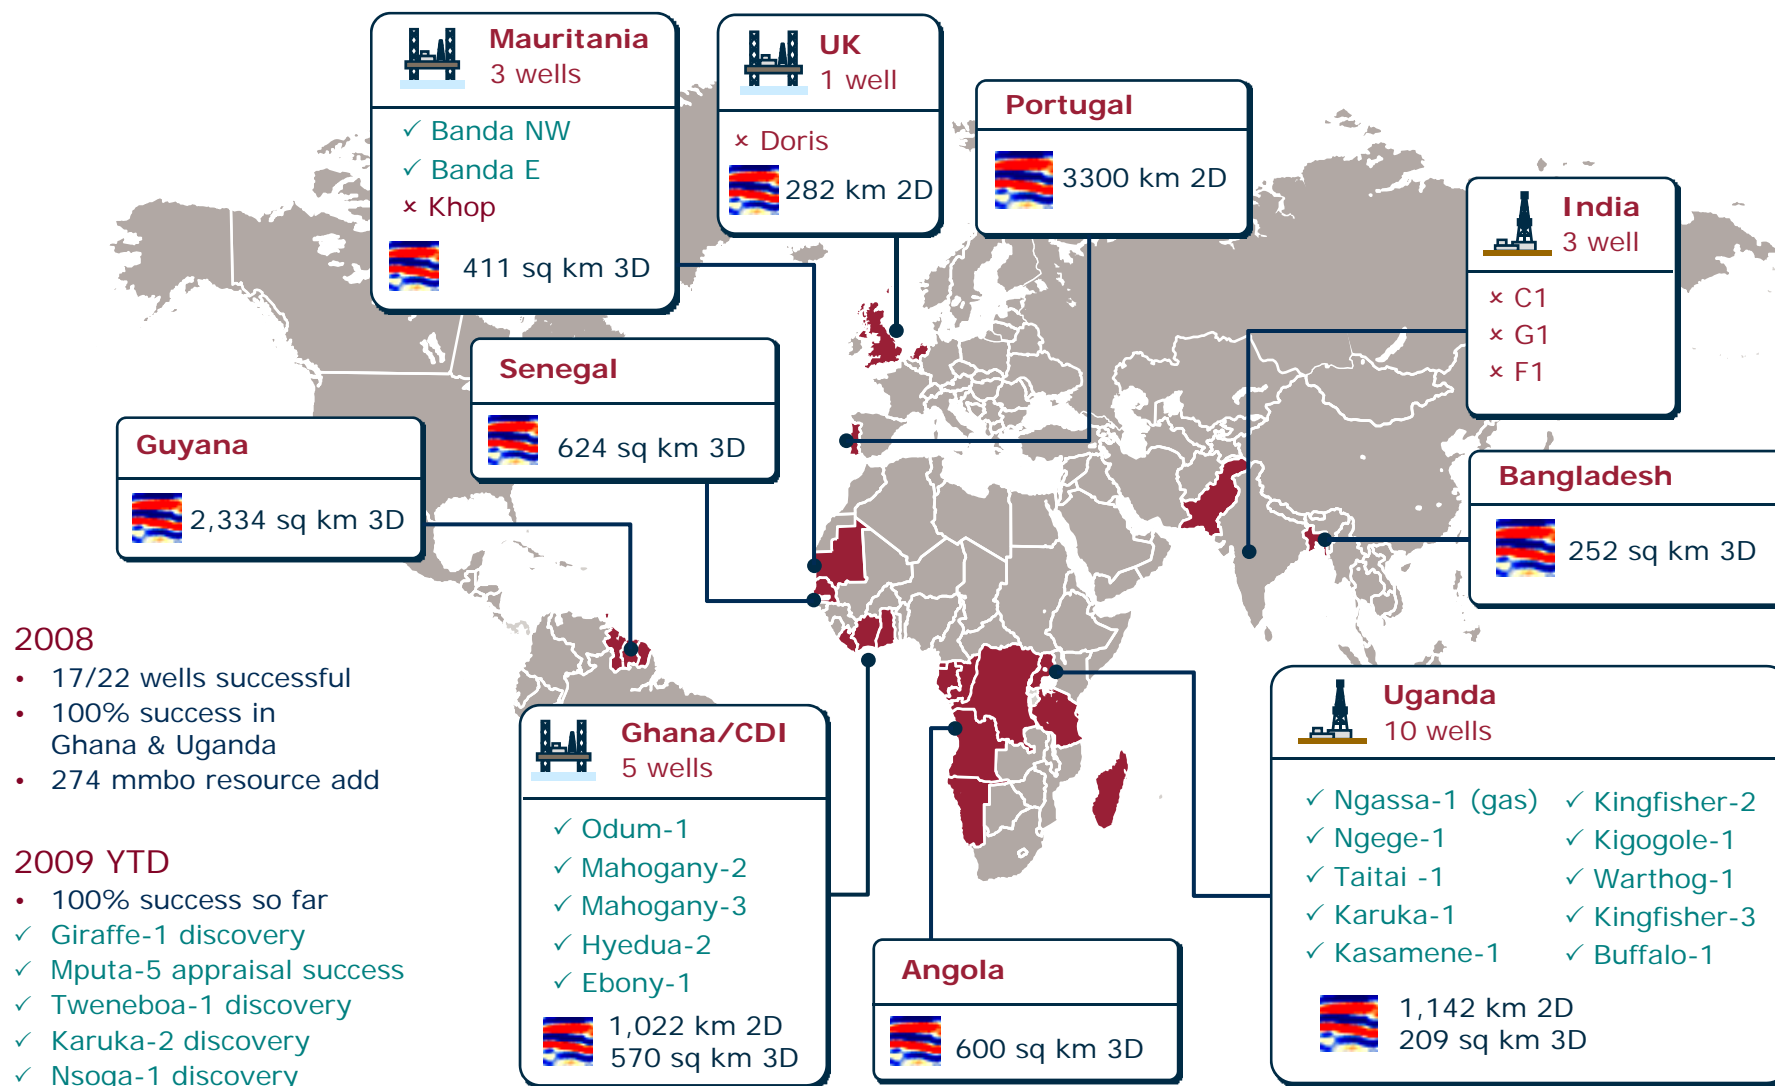 Mauritania
3 wells
✓ Banda NW
✓ Banda E
× Khop
411 sq km 3D
UK
1 well
× Doris
282 km 2D
Portugal
3300 km 2D
India
3 well
× C1
× G1
× F1
Senegal
624 sq km 3D
Guyana
2,334 sq km 3D
Bangladesh
252 sq km 3D
2008
• 17/22 wells successful
• 100% success in
Ghana & Uganda
• 274 mmbo resource add
2009 YTD
• 100% success so far
✓ Giraffe-1 discovery
✓ Mputa-5 appraisal success
✓ Tweneboa-1 discovery
✓ Karuka-2 discovery
✓ Nsoga-1 discovery
Ghana/CDI
5 wells
✓ Odum-1
✓ Mahogany-2
✓ Mahogany-3
✓ Hyedua-2
✓ Ebony-1
1,022 km 2D
570 sq km 3D
Angola
600 sq km 3D
Uganda
10 wells
✓ Ngassa-1 (gas)
✓ Ngege-1
✓ Taitai -1
✓ Karuka-1
✓ Kasamene-1
✓ Kingfisher-2
✓ Kigogole-1
✓ Warthog-1
✓ Kingfisher-3
✓ Buffalo-1
1,142 km 2D
209 sq km 3D